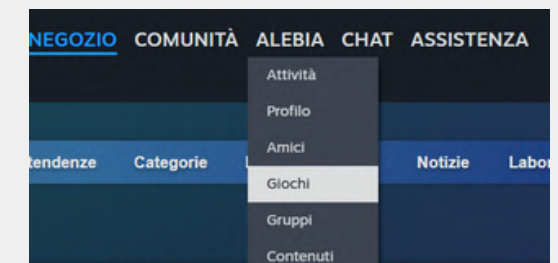 NEGOZIO COMUNITÀ ALEBIA CHAT ASSISTENZA
Attività
Profilo
Amici
tendenze Categorie Notizie Labor
Giochi
Gruppi
Contenuti